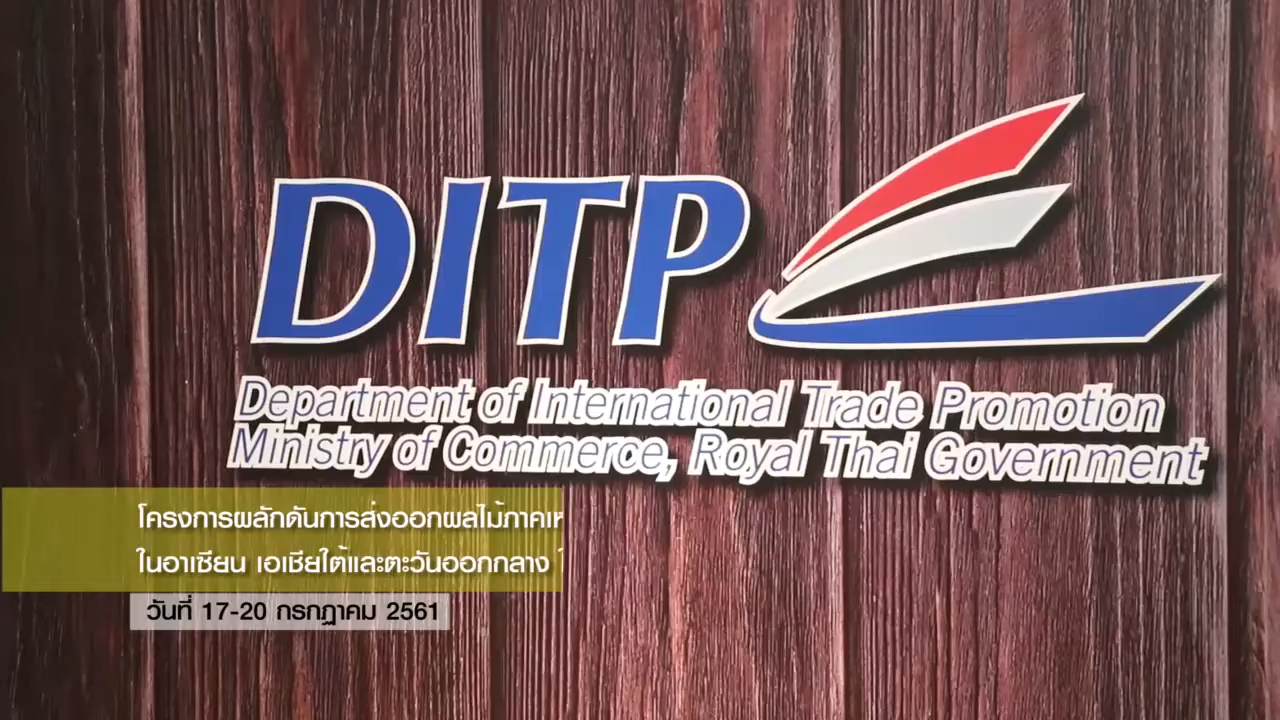 DITP
Department of International Trade Promotion
Ministry of Commerce, Royal Thai Government
โครงการผลักดันการส่งออกผลไม้ภาค
ในอาเซียน เอเชียใต้และตะวันออกกลาง
วันที่ 17-20 กรกฎาคม 2561